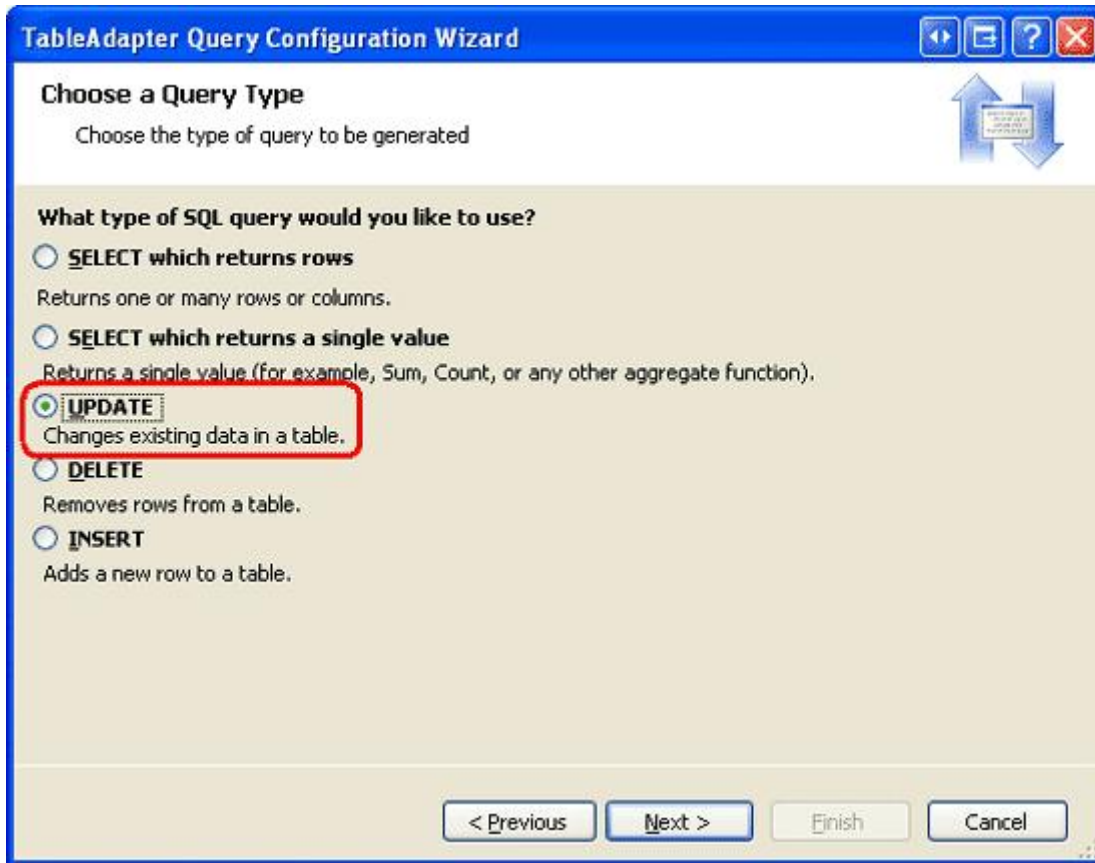 TableAdapter Query Configuration Wizard
Choose a Query Type
Choose the type of query to be generated
What type of SQL query would you like to use?
SELECT which returns rows
Returns one or many rows or columns.
SELECT which returns a single value
Returns a single value (for example, Sum, Count, or any other aggregate function).
UPDATE
Changes existing data in a table.
DELETE
Removes rows from a table.
INSERT
Adds a new row to a table.
< Previous Next > Finish Cancel